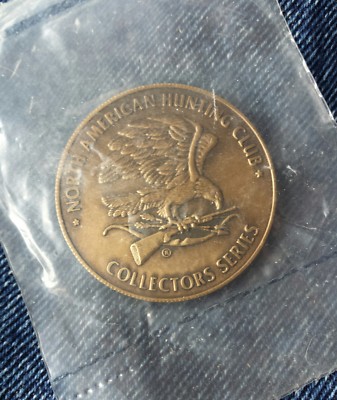 ★ NORTH AMERICAN HUNTING CLUB ★
®
COLLECTORS SERIES